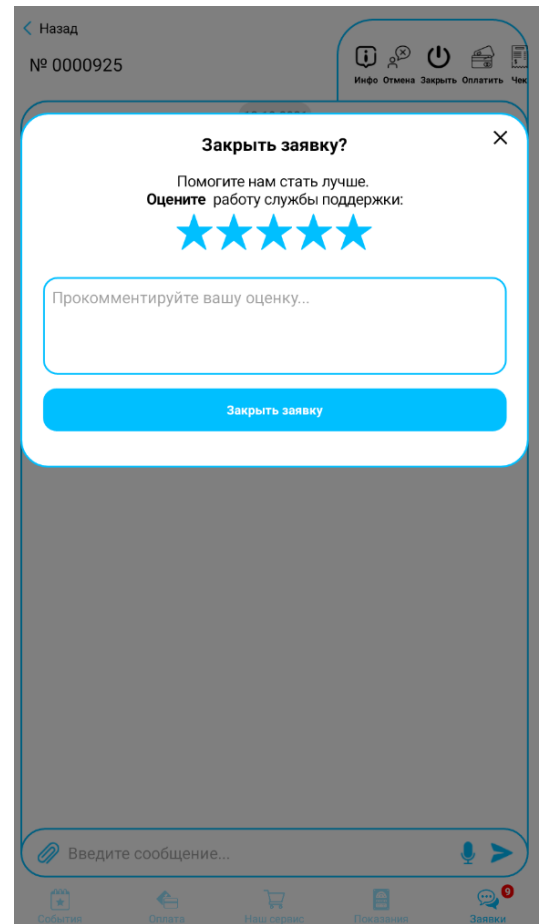 Назад
№ 0000925
Инфо Отмена Закрыть Оплатить Чек
Закрыть заявку?
Помогите нам стать лучше.
Оцените работу службы поддержки:
Прокомментируйте вашу оценку...
Закрыть заявку
Введите сообщение...
События Оплата Наш сервис Показания Заявки
9